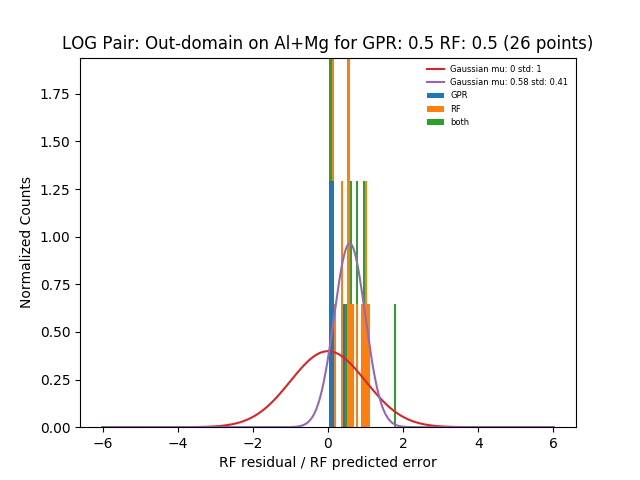 LOG Pair: Out-domain on Al+Mg for GPR: 0.5 RF: 0.5 (26 points)
Gaussian mu: 0 std: 1
Gaussian mu: 0.58 std: 0.41
GPR
RF
both
Normalized Counts
1.75
1.50
1.25
1.00
0.75
0.50
0.25
0.00
−6
−4
−2
0
2
4
6
RF residual / RF predicted error